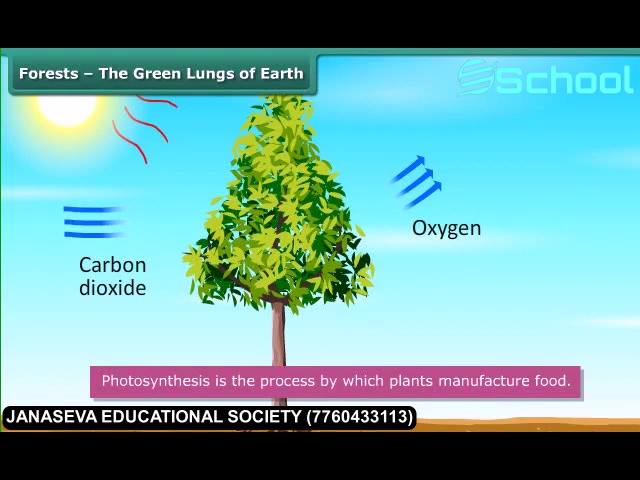 Forests – The Green Lungs of Earth
School
Oxygen
Carbon
dioxide
Photosynthesis is the process by which plants manufacture food.
JANASEVA EDUCATIONAL SOCIETY (7760433113)